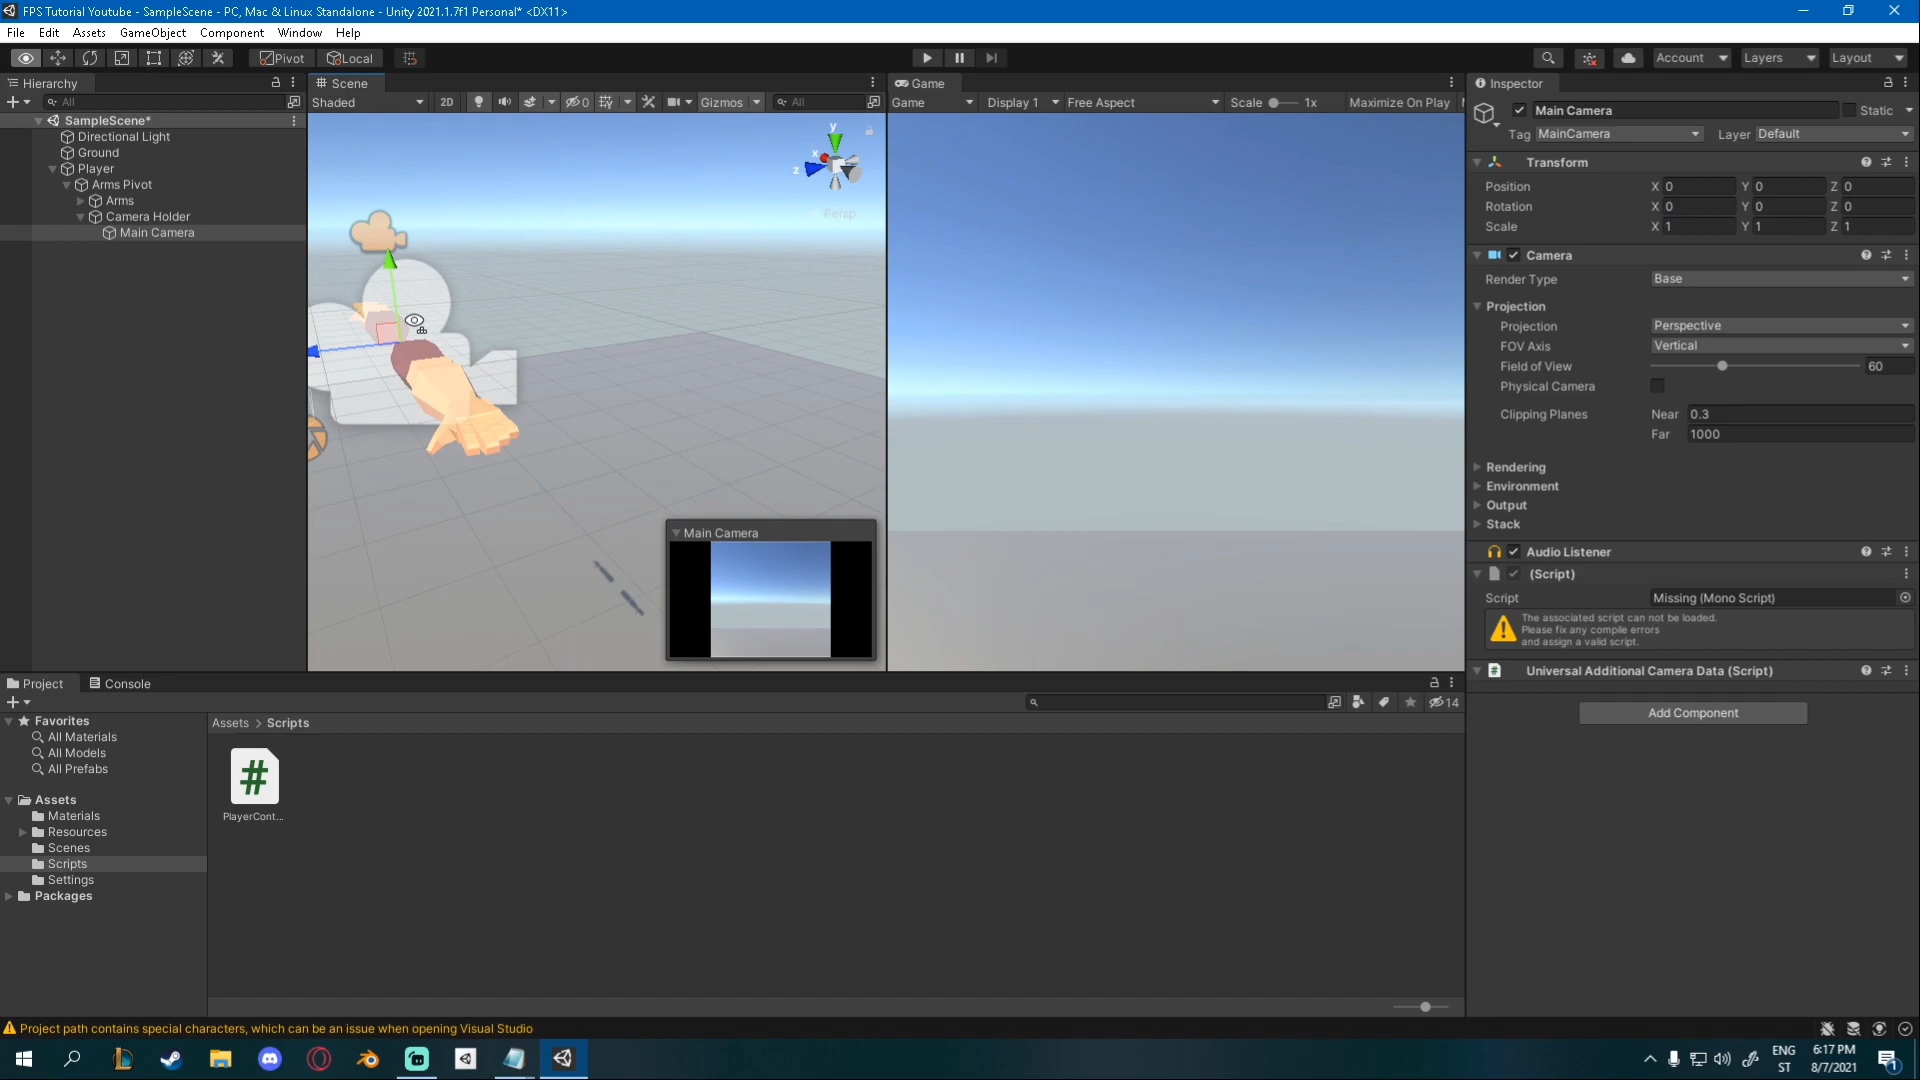 FPS Tutorial Youtube - SampleScene - PC, Mac & Linux Standalone - Unity 2021.1.7f1 Personal* <DX11>
File Edit Assets GameObject Component Window Help
Pivot Local Account Layers Layout
Hierarchy
All
SampleScene*
Directional Light
Ground
Player
Arms Pivot
Arms
Camera Holder
Main Camera
Scene
Shaded 2D 0 Gizmos All
y
x
z
Persp
Main Camera
Game
Game Display 1 Free Aspect Scale 1x Maximize On Play
Inspector
Main Camera Static
Tag MainCamera Layer Default
Transform
Position X 0 Y 0 Z 0
Rotation X 0 Y 0 Z 0
Scale X 1 Y 1 Z 1
Camera
Render Type Base
Projection
Projection Perspective
FOV Axis Vertical
Field of View 60
Physical Camera
Clipping Planes Near 0.3
Far 1000
Rendering
Environment
Output
Stack
Audio Listener
(Script)
Script Missing (Mono Script)
The associated script can not be loaded.
Please fix any compile errors
and assign a valid script.
Universal Additional Camera Data (Script)
Add Component
Project Console
14
Favorites
All Materials
All Models
All Prefabs
Assets
Materials
Resources
Scenes
Scripts
Settings
Packages
Assets > Scripts
#
PlayerCont...
Project path contains special characters, which can be an issue when opening Visual Studio
ENG
ST
6:17 PM
8/7/2021
1